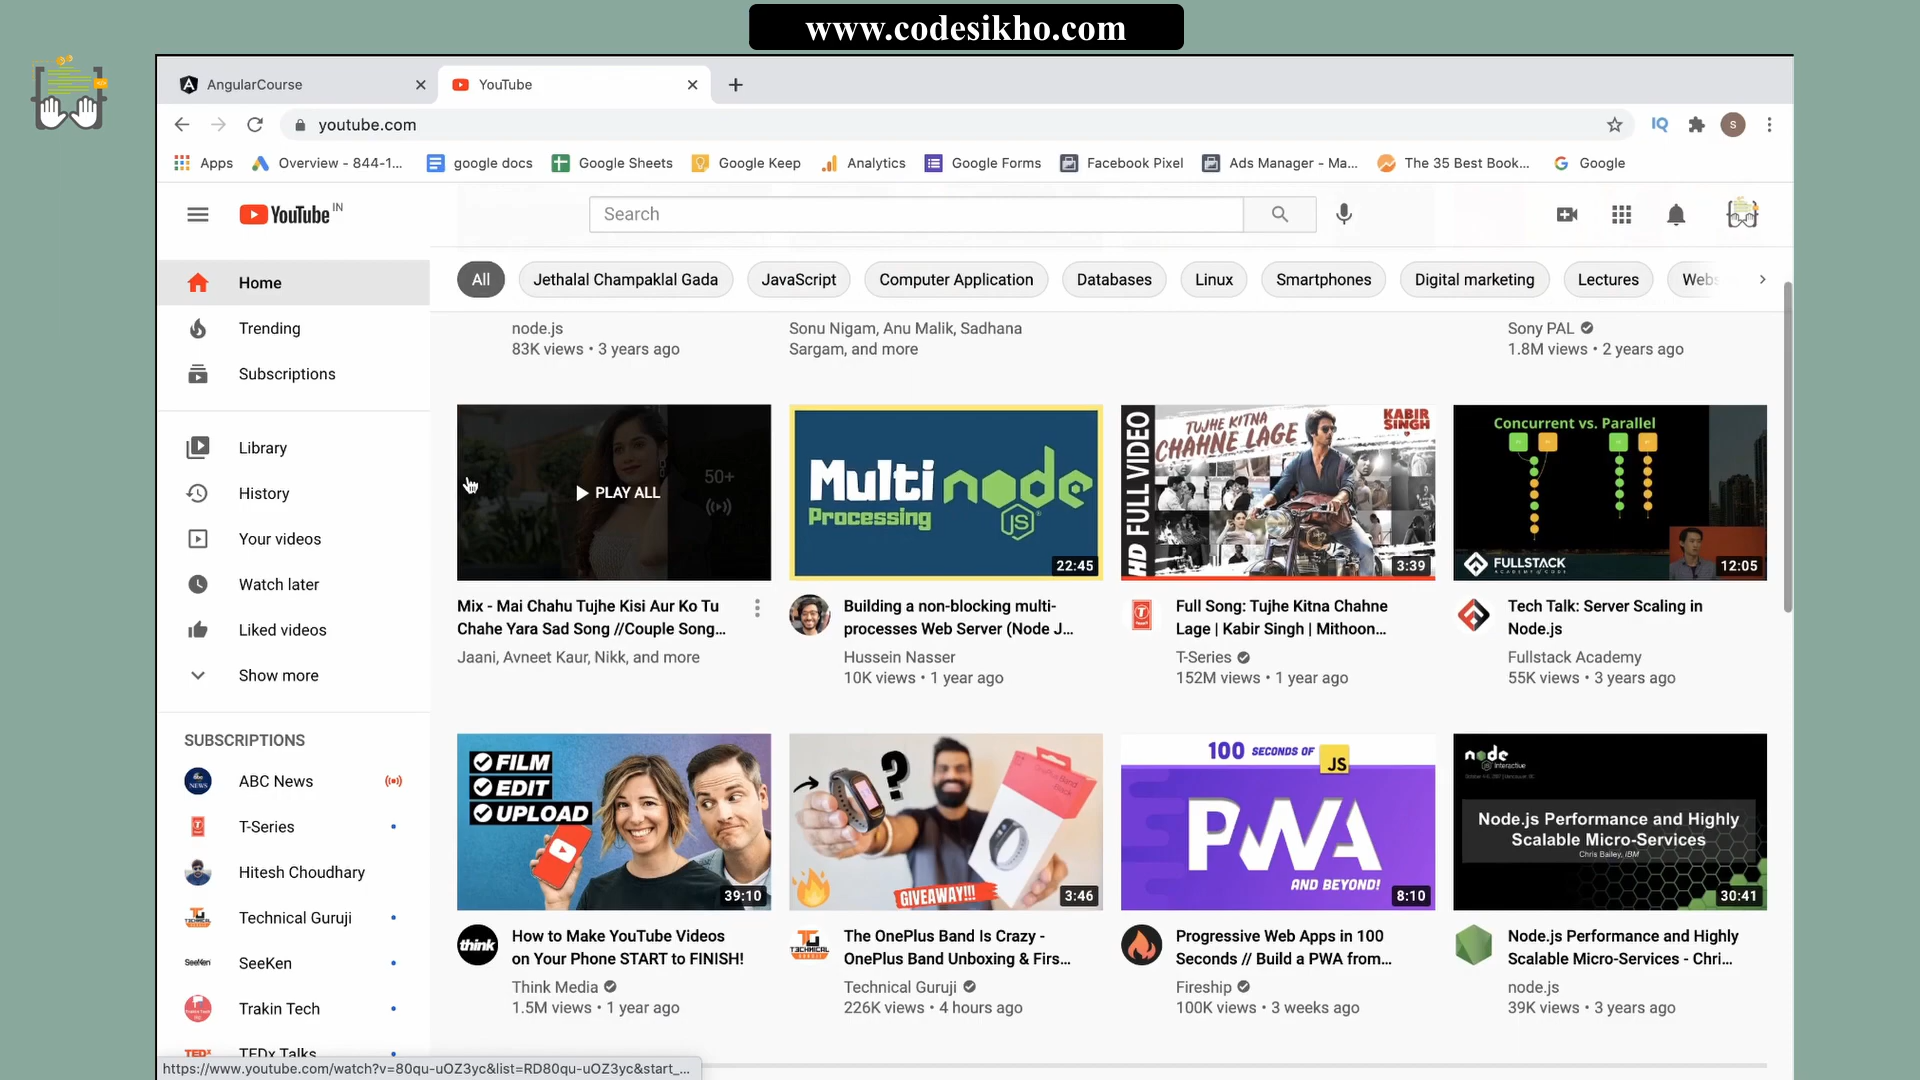 www.codesikho.com
AngularCourse
YouTube
youtube.com
IQ
S
Apps
Overview - 844-1...
google docs
Google Sheets
Google Keep
Analytics
Google Forms
Facebook Pixel
Ads Manager - Ma...
The 35 Best Book...
Google
YouTube IN
Search
Home
Trending
Subscriptions
Library
History
Your videos
Watch later
Liked videos
Show more
SUBSCRIPTIONS
ABC News
T-Series
Hitesh Choudhary
Technical Guruji
SeeKen
Trakin Tech
TEDx Talks
All
Jethalal Champaklal Gada
JavaScript
Computer Application
Databases
Linux
Smartphones
Digital marketing
Lectures
node.js
83K views • 3 years ago
Sonu Nigam, Anu Malik, Sadhana
Sargam, and more
Sony PAL
1.8M views • 2 years ago
PLAY ALL
50+
Mix - Mai Chahu Tujhe Kisi Aur Ko Tu
Chahe Yara Sad Song //Couple Song...
Jaani, Avneet Kaur, Nikk, and more
Multi node
Processing
JS
22:45
Building a non-blocking multi-
processes Web Server (Node J...
Hussein Nasser
10K views • 1 year ago
HD FULL VIDEO
TUJHE KITNA
CHAHNE LAGE
KABIR
SINGH
3:39
Full Song: Tujhe Kitna Chahne
Lage | Kabir Singh | Mithoon...
T-Series
152M views • 1 year ago
Concurrent vs. Parallel
FULLSTACK
12:05
Tech Talk: Server Scaling in
Node.js
Fullstack Academy
55K views • 3 years ago
FILM
EDIT
UPLOAD
39:10
think
How to Make YouTube Videos
on Your Phone START to FINISH!
Think Media
1.5M views • 1 year ago
?
GIVEAWAY!!!
3:46
The OnePlus Band Is Crazy -
OnePlus Band Unboxing & Firs...
Technical Guruji
226K views • 4 hours ago
100 SECONDS OF JS
PWA
AND BEYOND!
8:10
Progressive Web Apps in 100
Seconds // Build a PWA from...
Fireship
100K views • 3 weeks ago
node
Interactive
Node.js Performance and Highly
Scalable Micro-Services
Chris Bailey, IBM
30:41
Node.js Performance and Highly
Scalable Micro-Services - Chri...
node.js
39K views • 3 years ago
https://www.youtube.com/watch?v=80qu-uOZ3yc&list=RD80qu-uOZ3yc&start_...